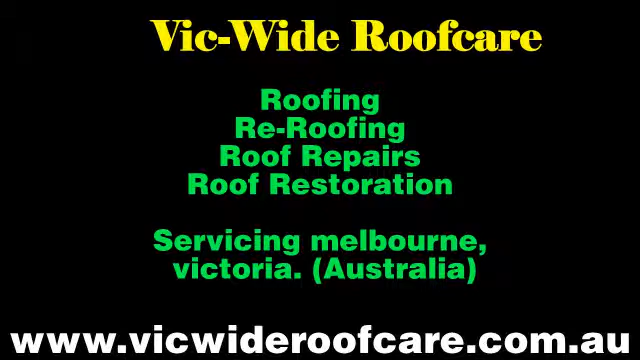 Vic-Wide Roofcare
Roofing
Re-Roofing
Roof Repairs
Roof Restoration
Servicing melbourne,
victoria. (Australia)
www.vicwideroofcare.com.au